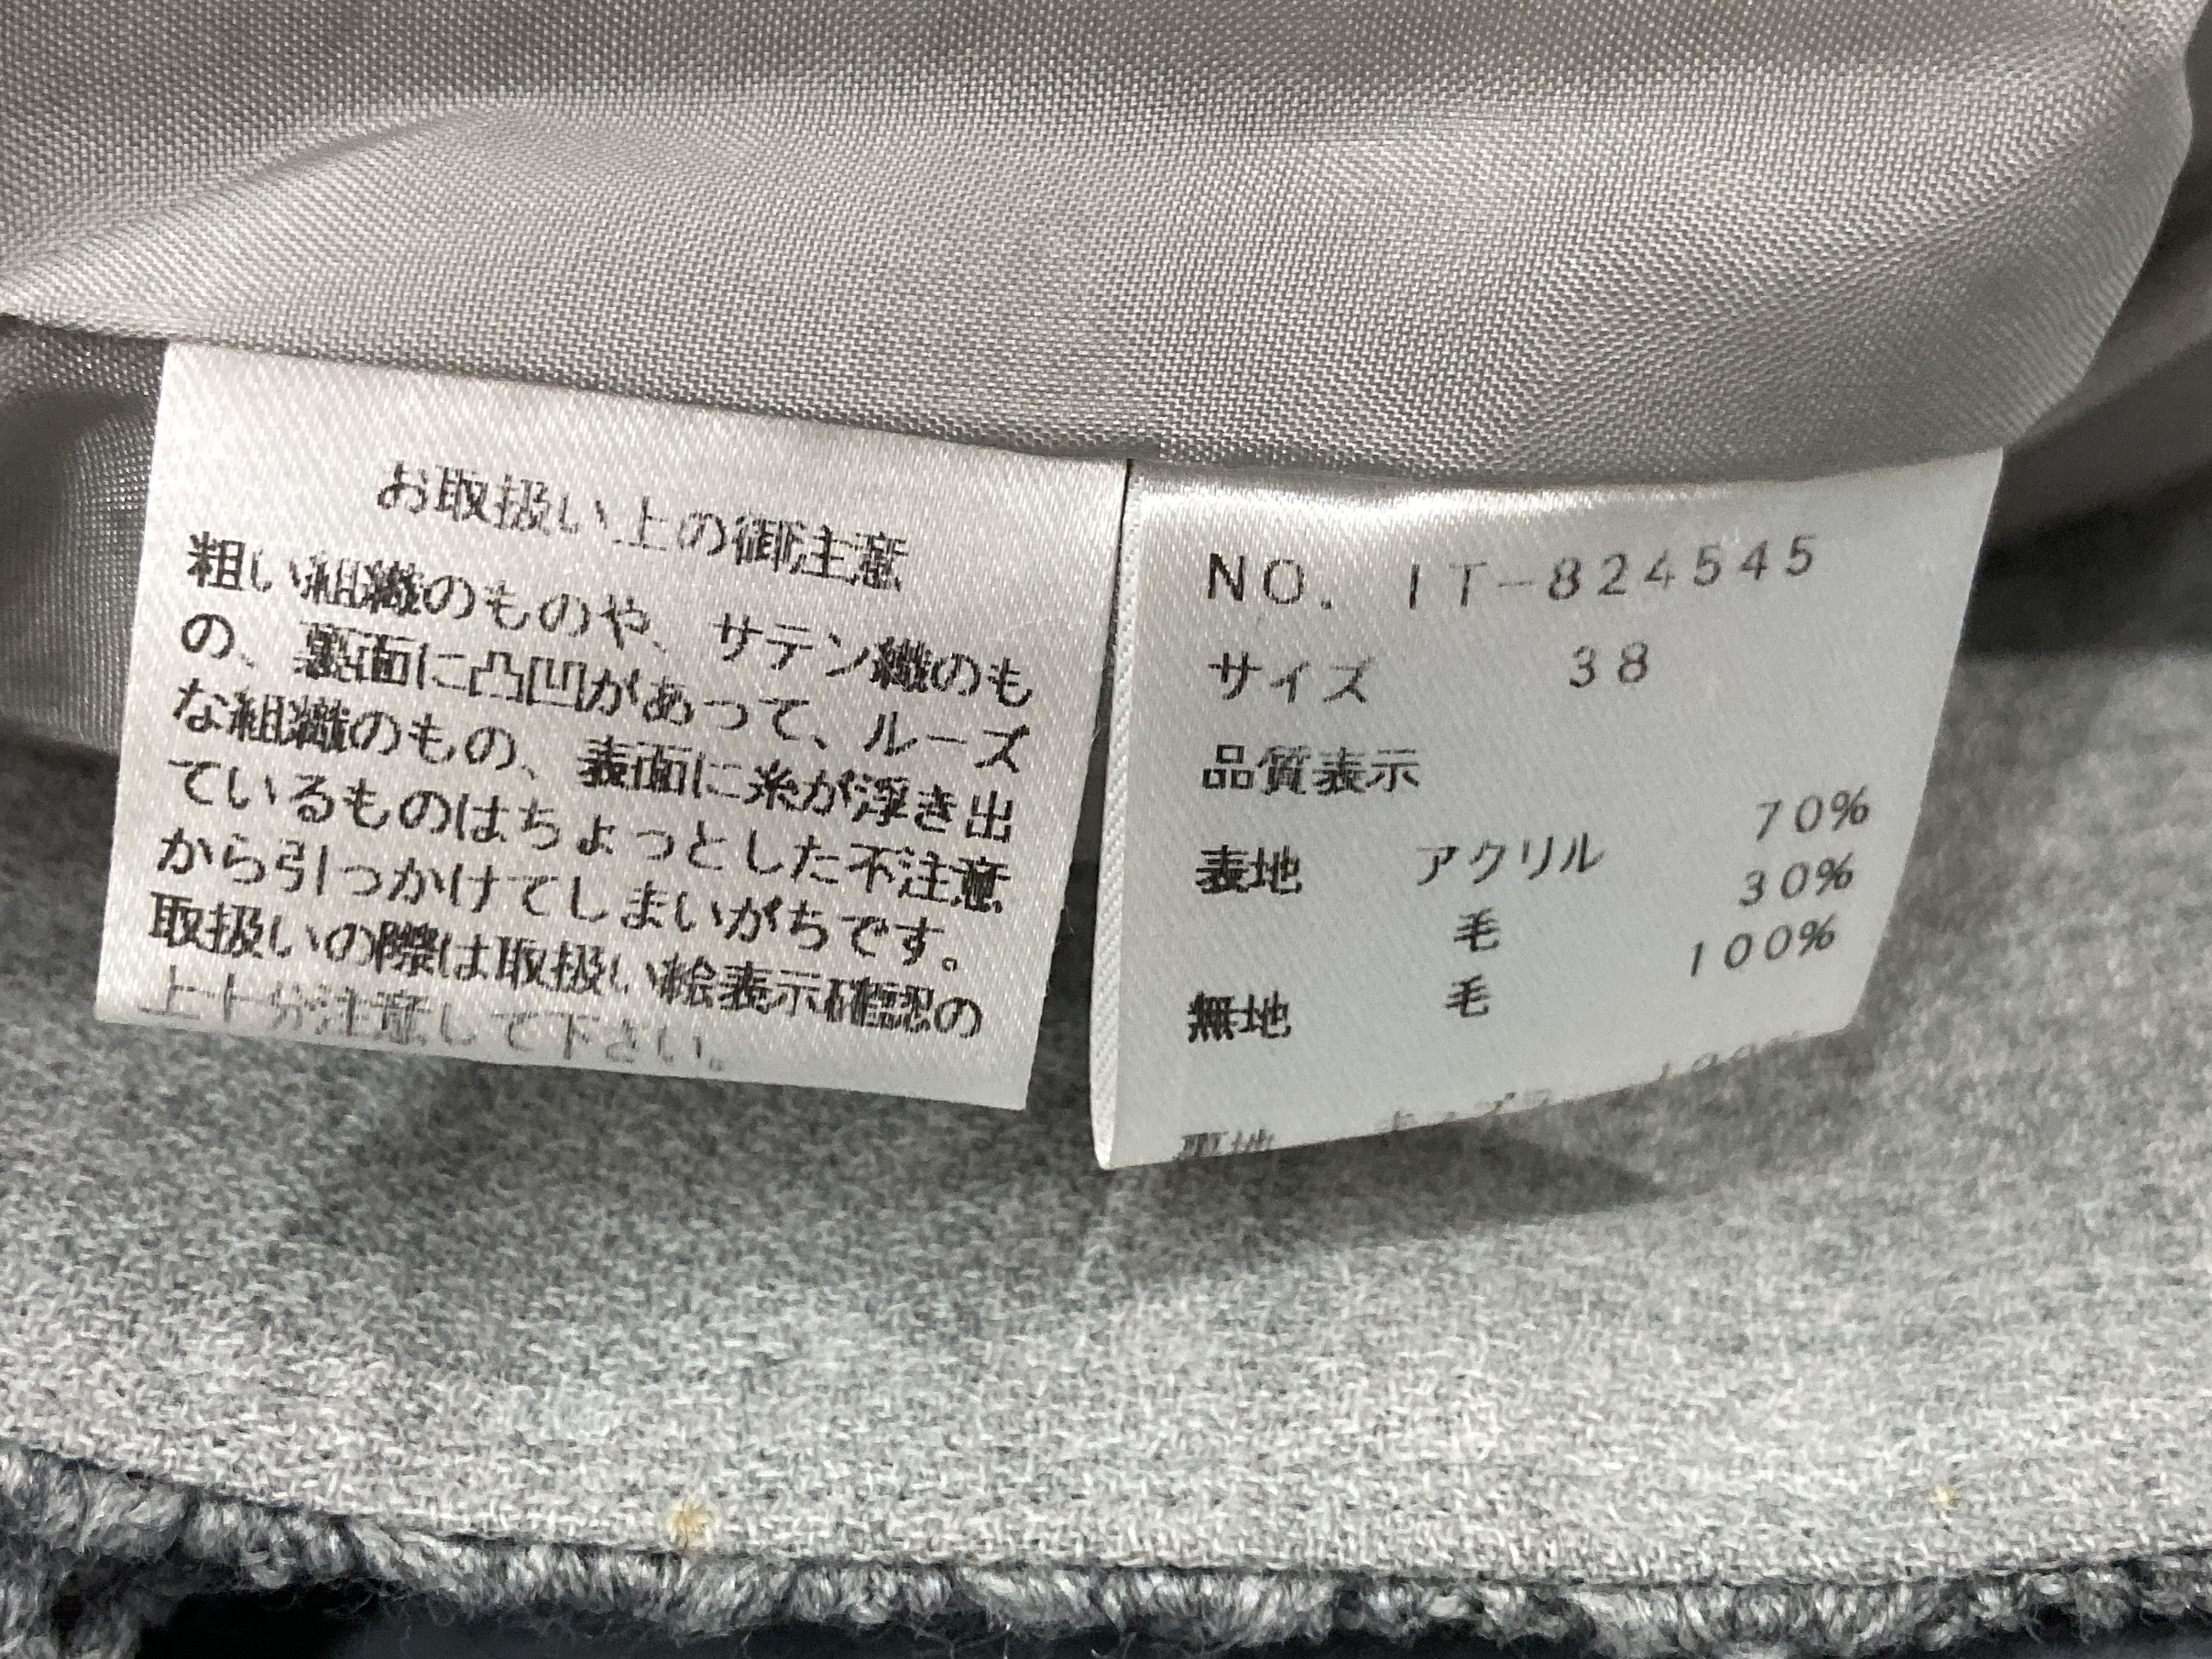 お取扱い上の御注意
粗い組織のものや、サテン織のも
の、裏面に凸凹があって、ルーズ
な組織のもの、表面に糸が浮き出
ているものはちょっとした不注意
から引っかけてしまいがちです。
取扱いの際は取扱い絵表示確認の
上十分注意して下さい。
NO. IT-824545
サイズ 38
品質表示
表地 アクリル 70%
毛 30%
無地 毛 100%